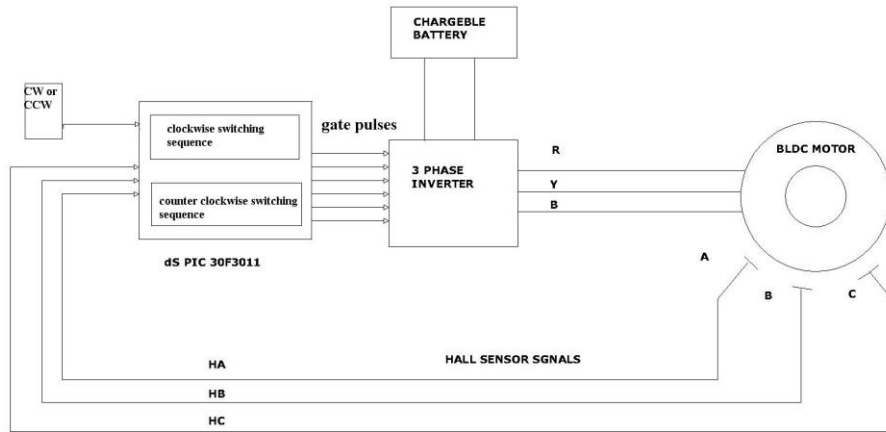 CHARGEBLE
BATTERY
CW or
CCW
clockwise switching
sequence
gate pulses
counter clockwise switching
sequence
dS PIC 30F3011
3 PHASE
INVERTER
R
Y
B
BLDC MOTOR
A
B
C
HALL SENSOR SGNALS
HA
HB
HC